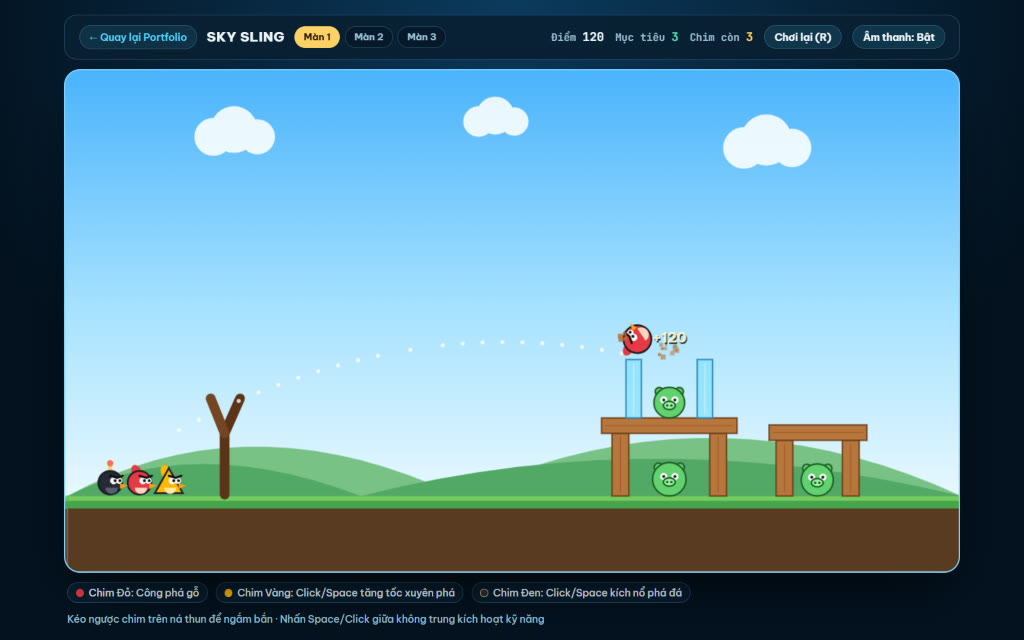 ← Quay lại Portfolio SKY SLING Màn 1 Màn 2 Màn 3 Điểm 120 Mục tiêu 3 Chim còn 3 Chơi lại (R) Âm thanh: Bật
+120
Chim Đỏ: Công phá gỗ Chim Vàng: Click/Space tăng tốc xuyên phá Chim Đen: Click/Space kích nổ phá đá
Kéo ngược chim trên ná thun để ngắm bắn · Nhấn Space/Click giữa không trung kích hoạt kỹ năng